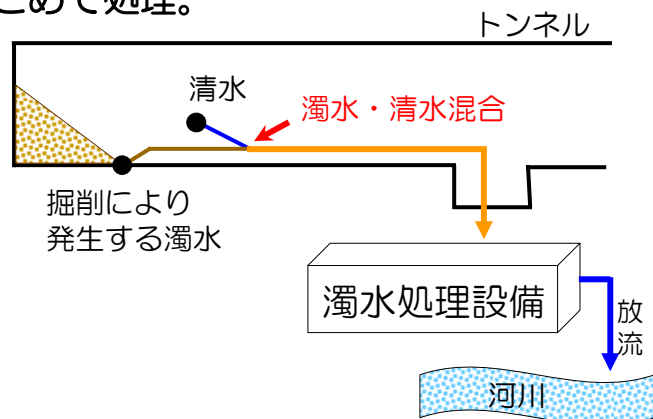 とめて処理。
トンネル
清水
濁水・清水混合
掘削により
発生する濁水
濁水処理設備
放
流
河川